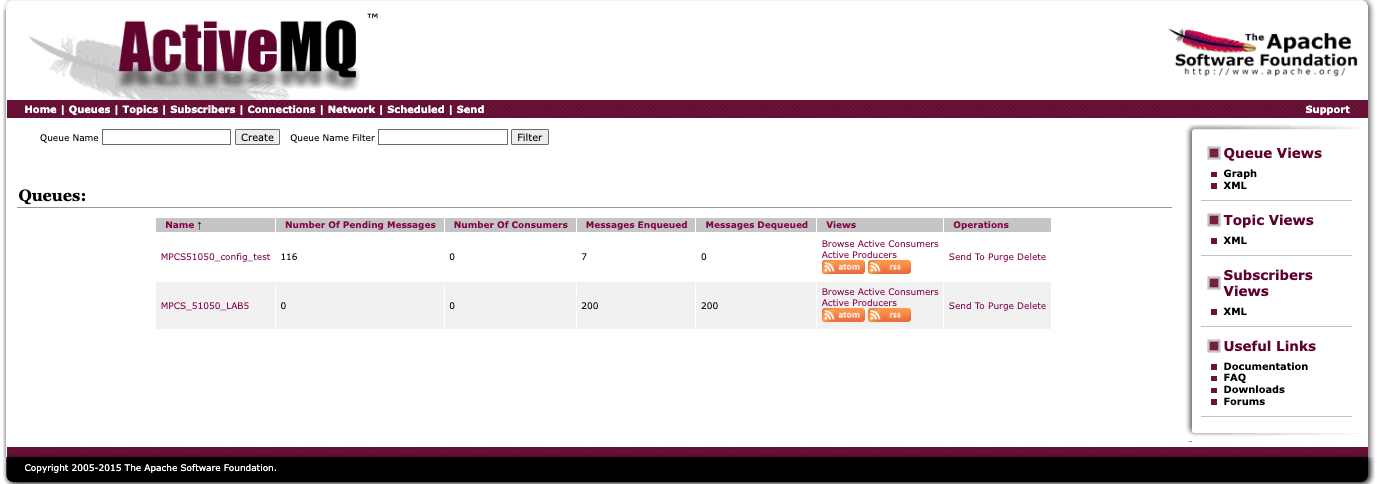 ActiveMQ™
The Apache
Software Foundation
http://www.apache.org/
Home | Queues | Topics | Subscribers | Connections | Network | Scheduled | Send
Support
Queue Name Create Queue Name Filter Filter
Queues:
Name ↑ Number Of Pending Messages Number Of Consumers Messages Enqueued Messages Dequeued Views Operations
MPCS51050_config_test 116 0 7 0 Browse Active Consumers
Active Producers
atom rss
Send To Purge Delete
MPCS_51050_LAB5 0 0 200 200 Browse Active Consumers
Active Producers
atom rss
Send To Purge Delete
Queue Views
Graph
XML
Topic Views
XML
Subscribers
Views
XML
Useful Links
Documentation
FAQ
Downloads
Forums
Copyright 2005-2015 The Apache Software Foundation.